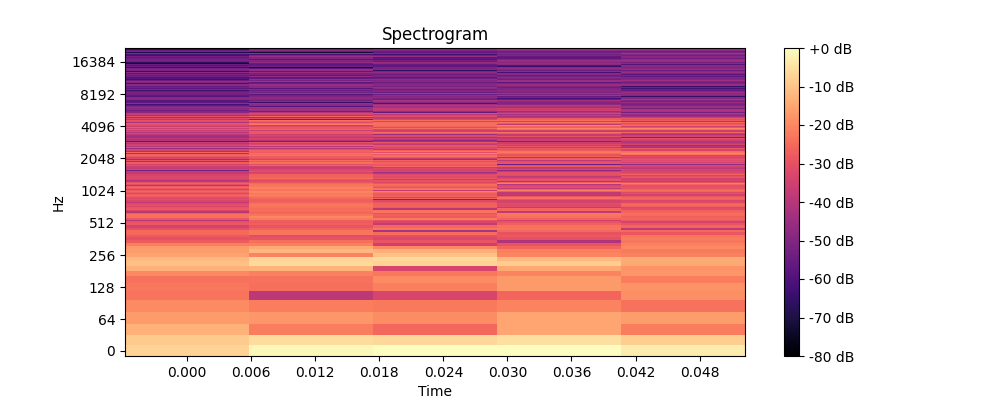 Spectrogram
Hz
16384
8192
4096
2048
1024
512
256
128
64
0
0.000 0.006 0.012 0.018 0.024 0.030 0.036 0.042 0.048
Time
+0 dB
-10 dB
-20 dB
-30 dB
-40 dB
-50 dB
-60 dB
-70 dB
-80 dB